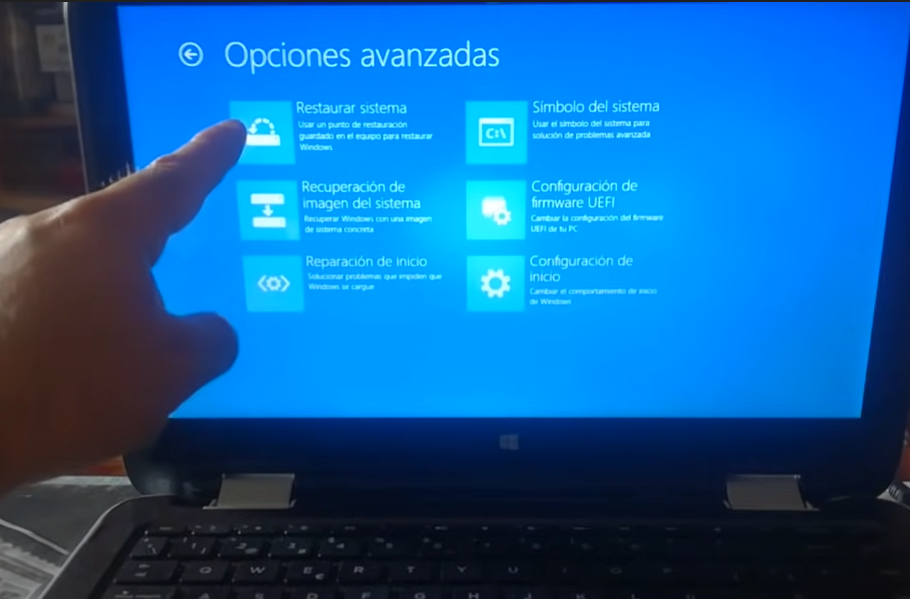 Opciones avanzadas
Restaurar sistema
Usar un punto de restauración
guardado en el equipo para restaurar
Windows
Símbolo del sistema
Usar el símbolo del sistema para
solución de problemas avanzada
C:\
Recuperación de
imagen del sistema
Recuperar Windows con una imagen
de sistema concreta
Configuración de
firmware UEFI
Cambiar la configuración del firmware
UEFI de tu PC
Reparación de inicio
Solucionar problemas que impiden que
Windows se cargue
Configuración de
inicio
Cambiar el comportamiento de inicio
de Windows
Q W E R T Y U
A S D F G H J K L